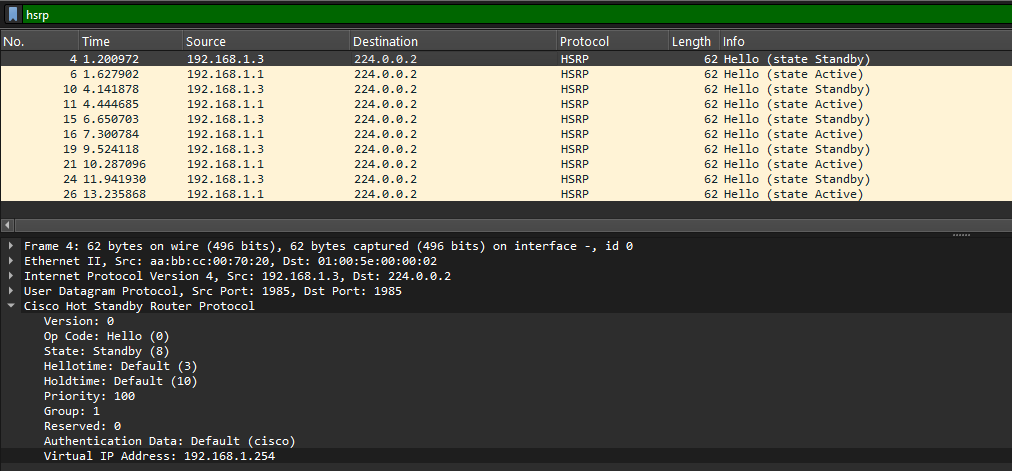 hsrp
No. Time Source Destination Protocol Length Info
4 1.200972 192.168.1.3 224.0.0.2 HSRP 62 Hello (state Standby)
6 1.627902 192.168.1.1 224.0.0.2 HSRP 62 Hello (state Active)
10 4.141878 192.168.1.3 224.0.0.2 HSRP 62 Hello (state Standby)
11 4.444685 192.168.1.1 224.0.0.2 HSRP 62 Hello (state Active)
15 6.650703 192.168.1.3 224.0.0.2 HSRP 62 Hello (state Standby)
16 7.300784 192.168.1.1 224.0.0.2 HSRP 62 Hello (state Active)
19 9.524118 192.168.1.3 224.0.0.2 HSRP 62 Hello (state Standby)
21 10.287096 192.168.1.1 224.0.0.2 HSRP 62 Hello (state Active)
24 11.941930 192.168.1.3 224.0.0.2 HSRP 62 Hello (state Standby)
26 13.235868 192.168.1.1 224.0.0.2 HSRP 62 Hello (state Active)
Frame 4: 62 bytes on wire (496 bits), 62 bytes captured (496 bits) on interface -, id 0
Ethernet II, Src: aa:bb:cc:00:70:20, Dst: 01:00:5e:00:00:02
Internet Protocol Version 4, Src: 192.168.1.3, Dst: 224.0.0.2
User Datagram Protocol, Src Port: 1985, Dst Port: 1985
Cisco Hot Standby Router Protocol
Version: 0
Op Code: Hello (0)
State: Standby (8)
Hellotime: Default (3)
Holdtime: Default (10)
Priority: 100
Group: 1
Reserved: 0
Authentication Data: Default (cisco)
Virtual IP Address: 192.168.1.254